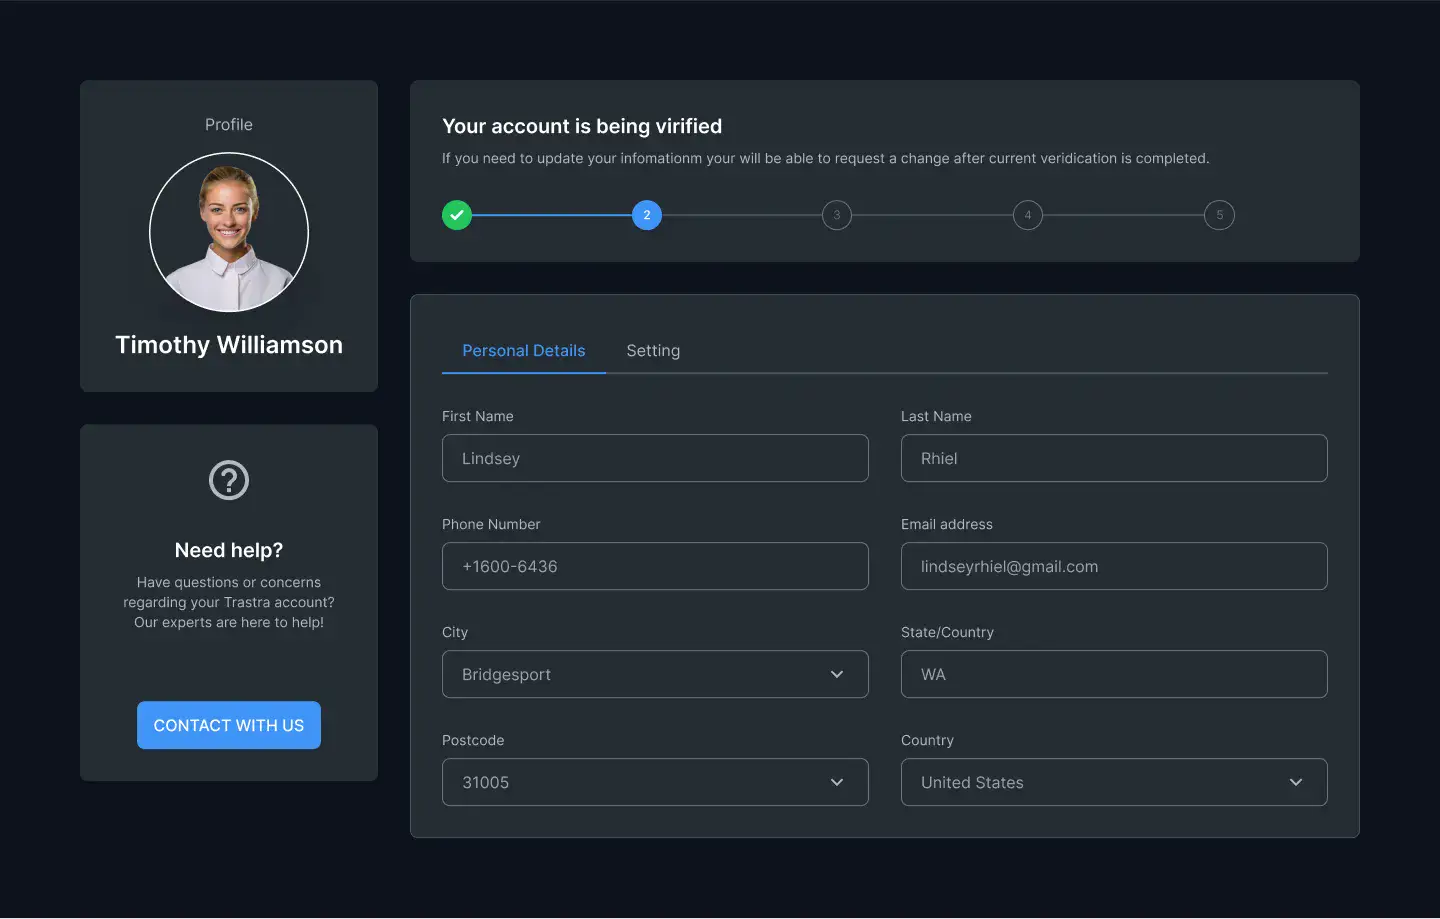 Profile
Timothy Williamson
Need help?
Have questions or concerns
regarding your Trastra account?
Our experts are here to help!
CONTACT WITH US
Your account is being virified
If you need to update your infomationm your will be able to request a change after current veridication is completed.
2
3
4
5
Personal Details
Setting
First Name
Last Name
Lindsey
Rhiel
Phone Number
Email address
+1600-6436
lindseyrhiel@gmail.com
City
State/Country
Bridgesport
WA
Postcode
Country
31005
United States